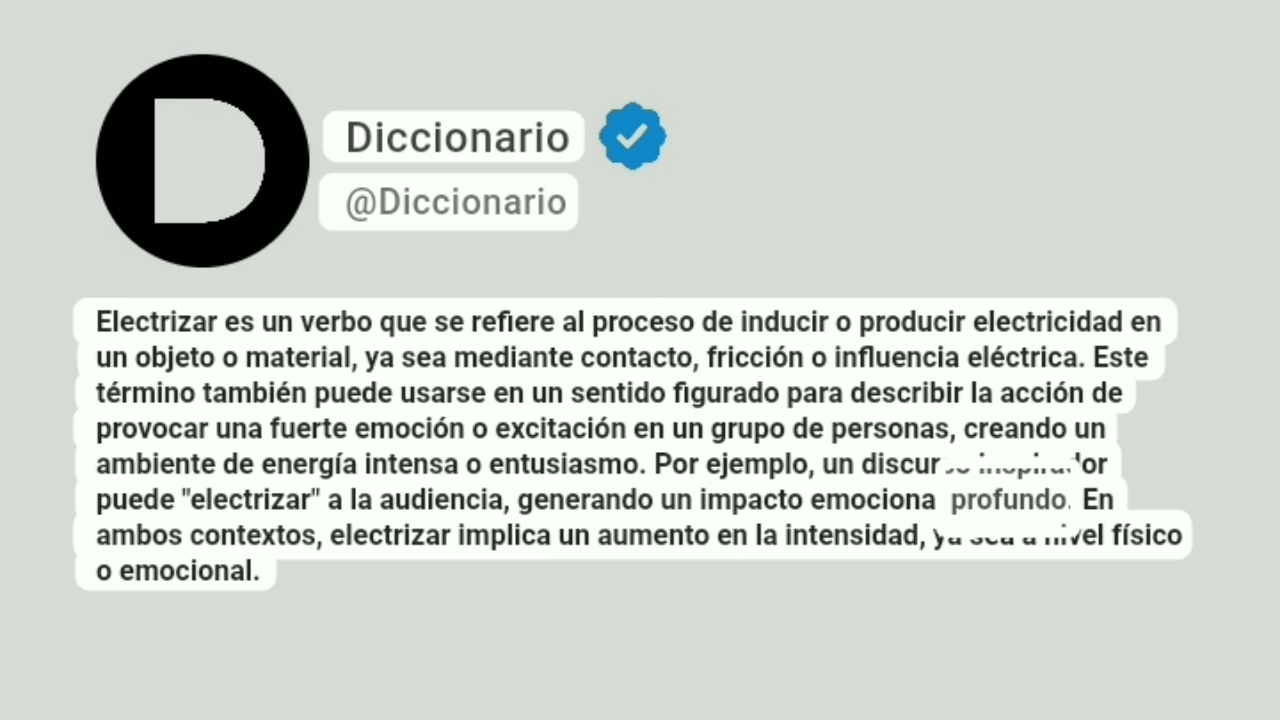 D
Diccionario
@Diccionario
Electrizar es un verbo que se refiere al proceso de inducir o producir electricidad en
un objeto o material, ya sea mediante contacto, fricción o influencia eléctrica. Este
término también puede usarse en un sentido figurado para describir la acción de
provocar una fuerte emoción o excitación en un grupo de personas, creando un
ambiente de energía intensa o entusiasmo. Por ejemplo, un
puede "electrizar" a la audiencia, generando un impacto emociona profundo. En
ambos contextos, electrizar implica un aumento en la intensidad, físico
o emocional.